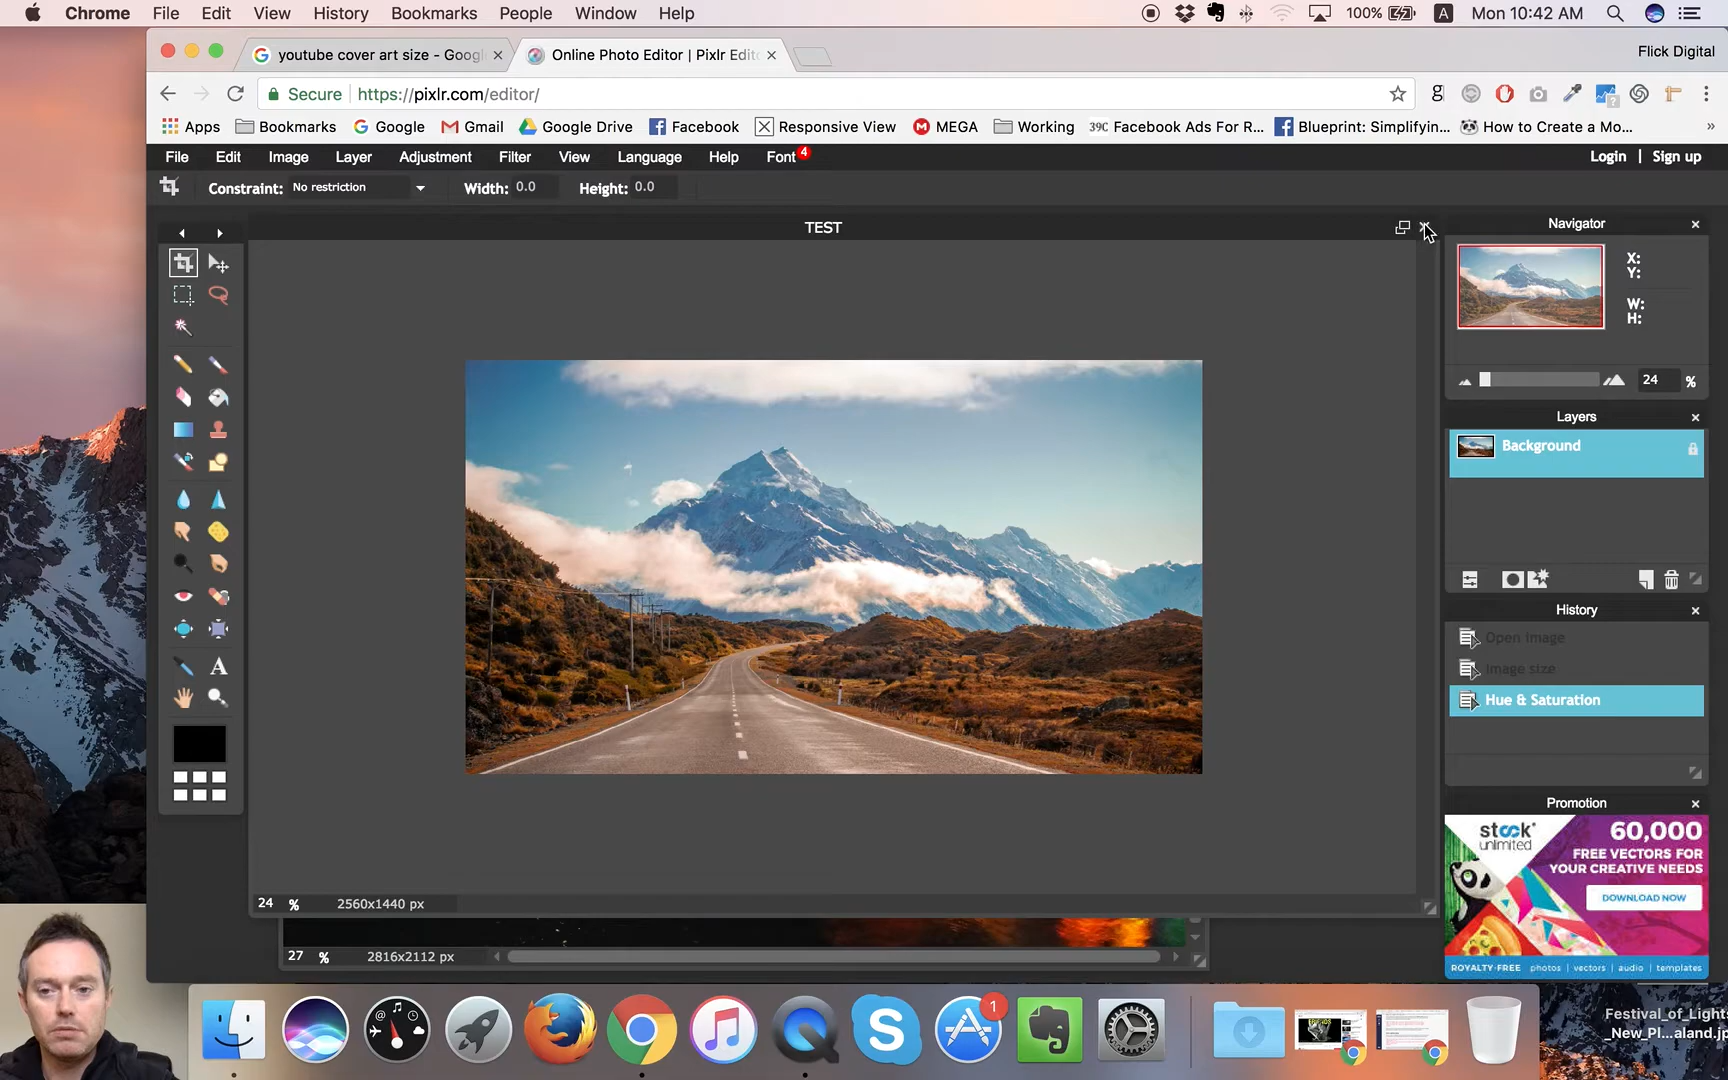 Chrome File Edit View History Bookmarks People Window Help 100% A Mon 10:42 AM
youtube cover art size - Googl Online Photo Editor | Pixlr Edit Flick Digital
Secure https://pixlr.com/editor/
Apps Bookmarks Google Gmail Google Drive Facebook Responsive View MEGA Working 39C Facebook Ads For R... Blueprint: Simplifyin... How to Create a Mo... »
File Edit Image Layer Adjustment Filter View Language Help Font 4 Login | Sign up
Constraint: No restriction Width: 0.0 Height: 0.0
TEST
Navigator
X:
Y:
W:
H:
24 %
Layers
Background
History
Open image
Image size
Hue & Saturation
A
Promotion
stock unlimited
60,000
FREE VECTORS FOR
YOUR CREATIVE NEEDS
DOWNLOAD NOW
ROYALTY-FREE photos | vectors | audio | templates
24 % 2560x1440 px
27 % 2816x2112 px
S
1
Festival_of_Lights
_New_Pl...aland.jp